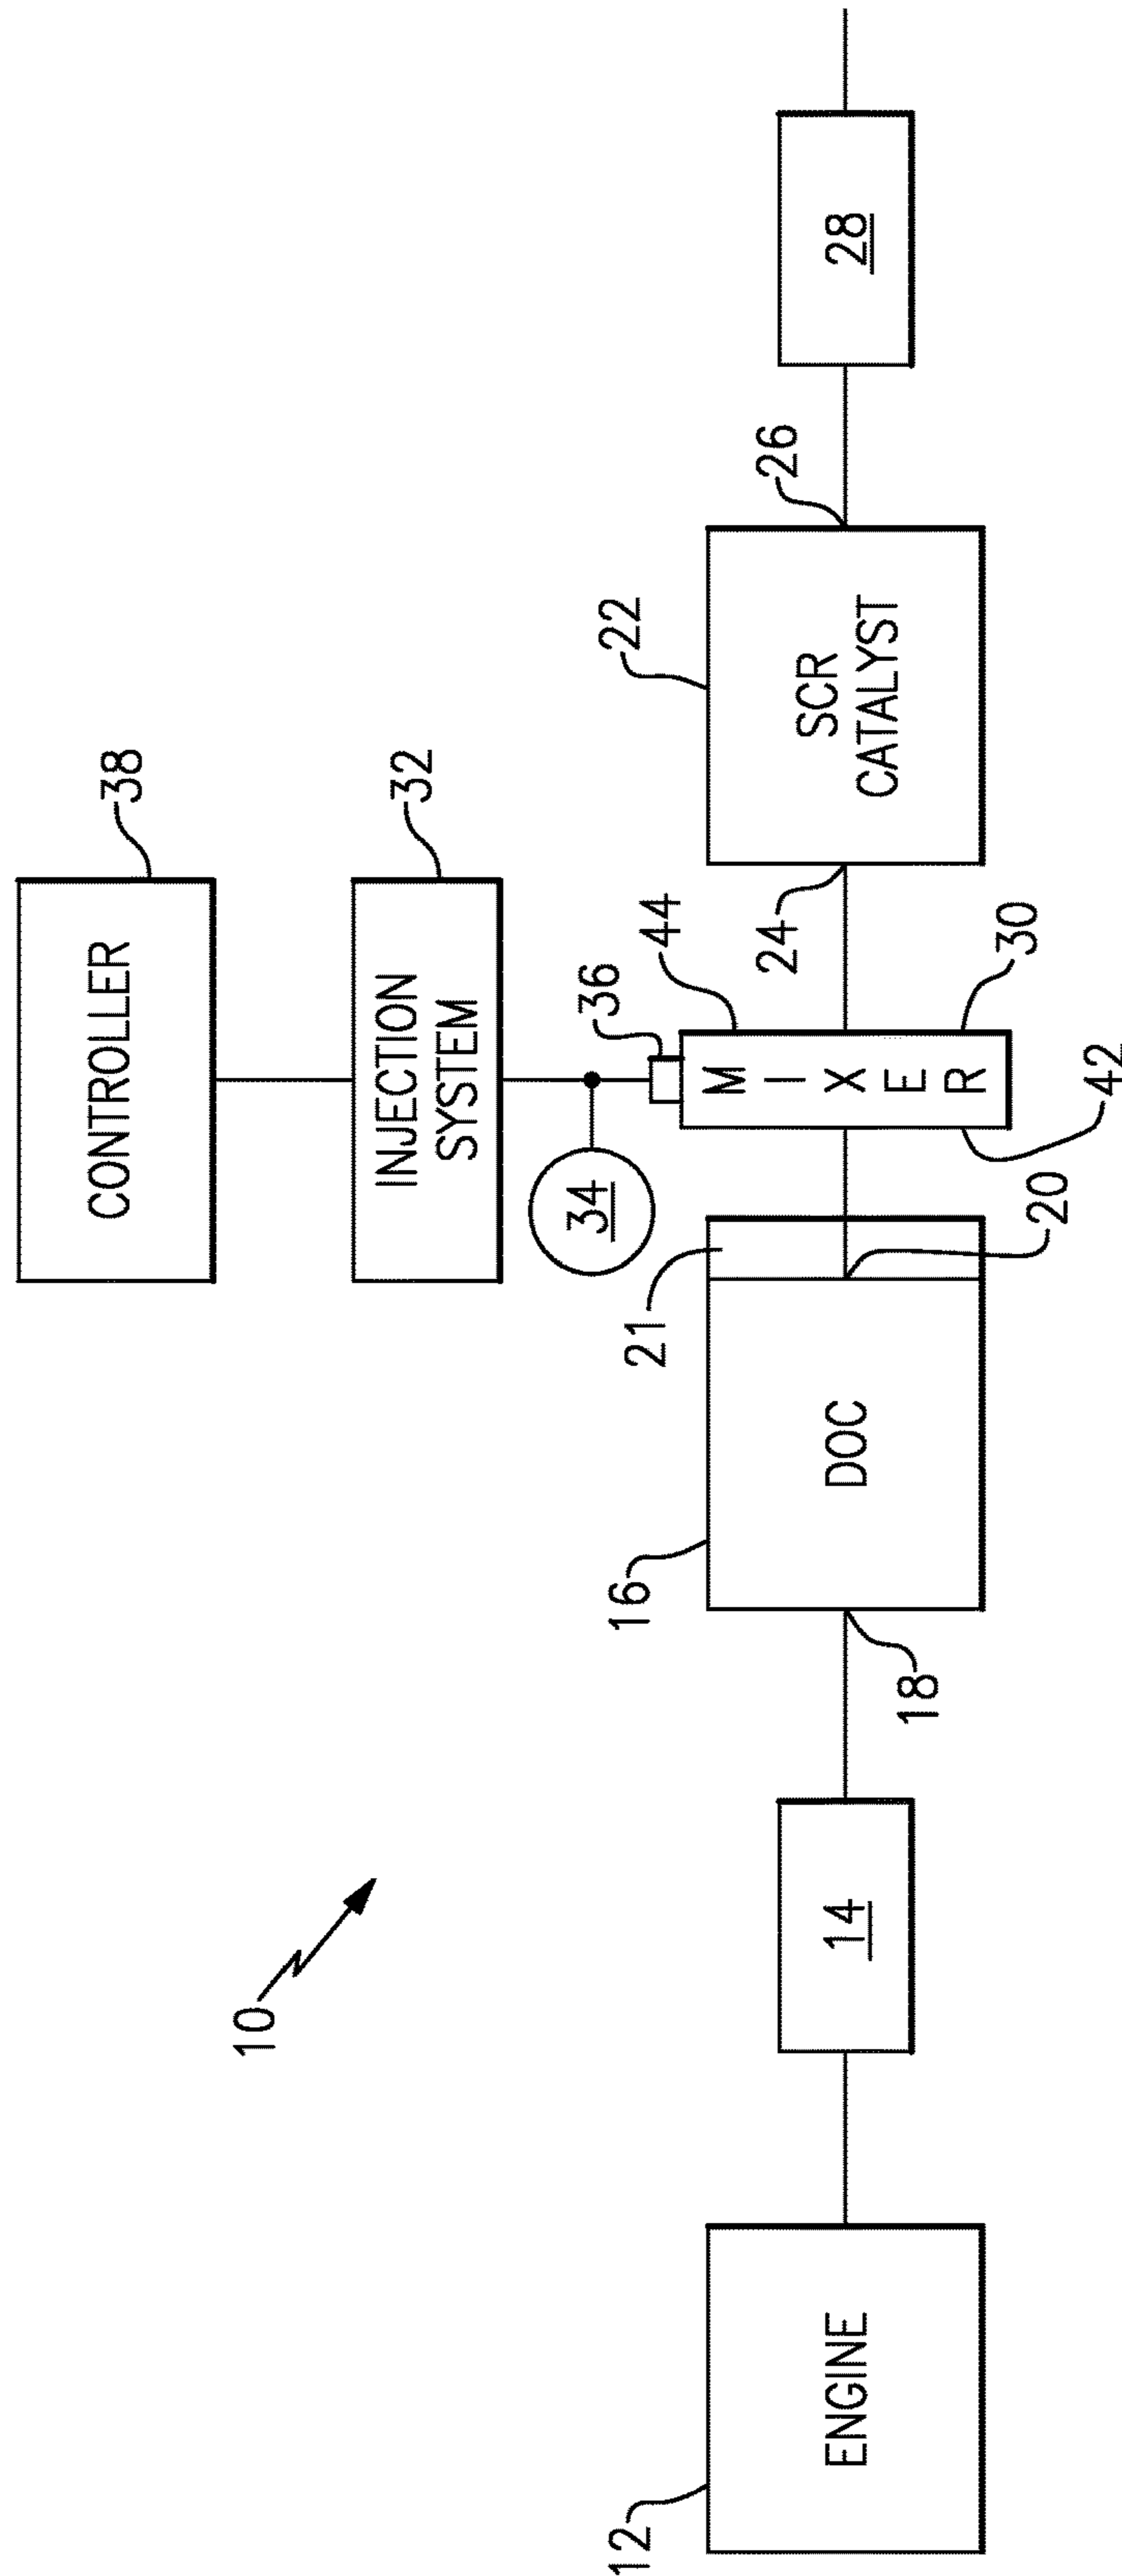 CONTROLLER
38
INJECTION
SYSTEM
32
10
34
36
44
22
16
21
12
ENGINE
14
DOC
M
I
X
E
R
SCR
CATALYST
28
18
20
24
26
42
30